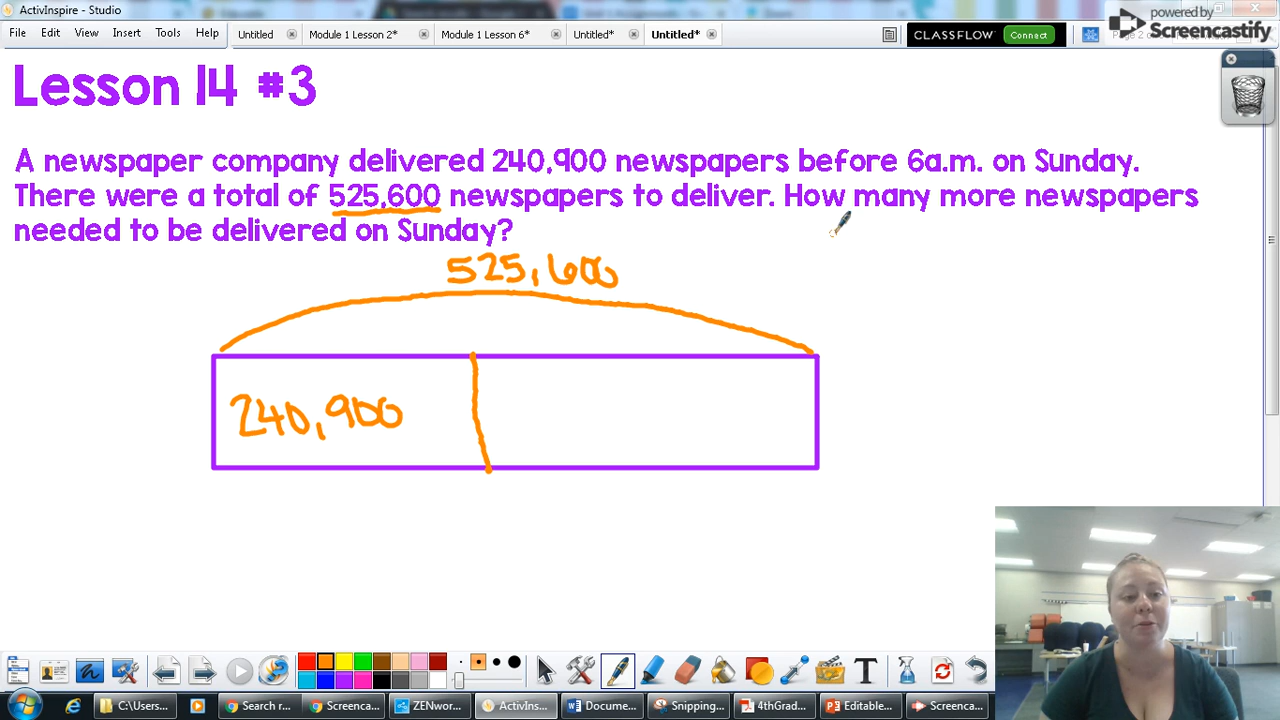 ActivInspire - Studio
File Edit View Insert Tools Help
Untitled
Module 1 Lesson 2*
Module 1 Lesson 5*
Untitled*
Untitled*
CLASSFLOW Connect
powered by
Screencastify
Lesson 14 #3
A newspaper company delivered 240,900 newspapers before 6a.m. on Sunday.
There were a total of 525,600 newspapers to deliver. How many more newspapers
needed to be delivered on Sunday?
525,600
240,900
C:\Users...
Search r...
Screenca...
ZENwor...
ActivIns...
Docume...
Snipping...
4thGrad...
Editable...
Screenca...